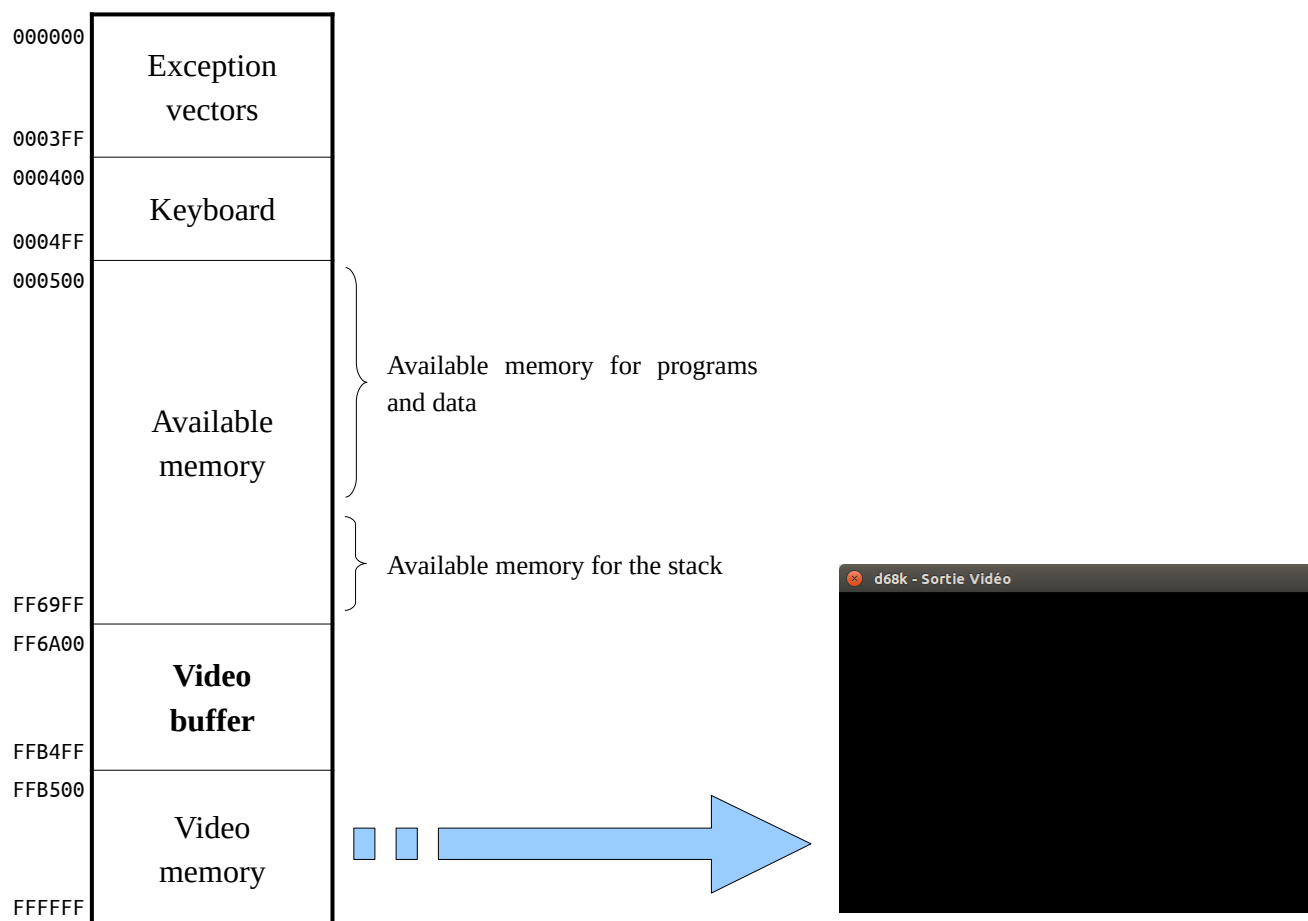 000000
Exception
vectors
0003FF
000400
Keyboard
0004FF
000500
Available memory for programs
and data
Available
memory
Available memory for the stack
d68k - Sortie Vidéo
FF69FF
FF6A00
Video
buffer
FFB4FF
FFB500
Video
memory
FFFFFF